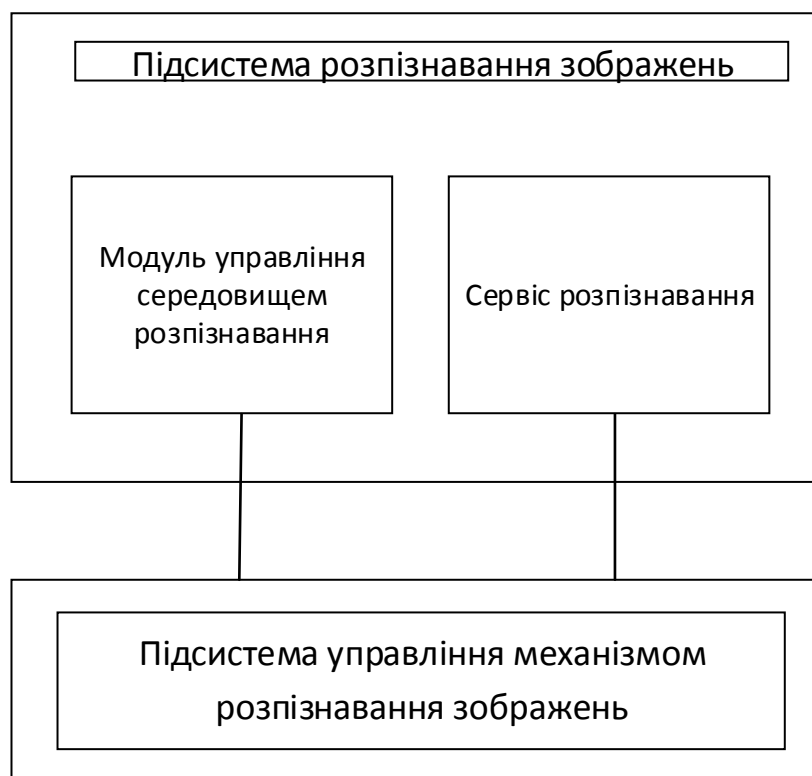 Підсистема розпізнавання зображень
Модуль управління
середовищем
розпізнавання
Сервіс розпізнавання
Підсистема управління механізмом
розпізнавання зображень